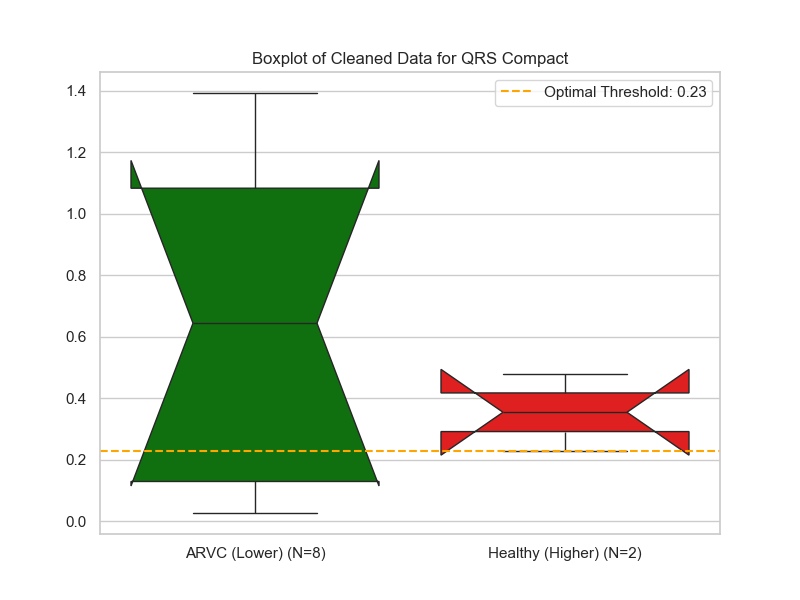 Boxplot of Cleaned Data for QRS Compact
Optimal Threshold: 0.23
1.4
1.2
1.0
0.8
0.6
0.4
0.2
0.0
ARVC (Lower) (N=8)
Healthy (Higher) (N=2)